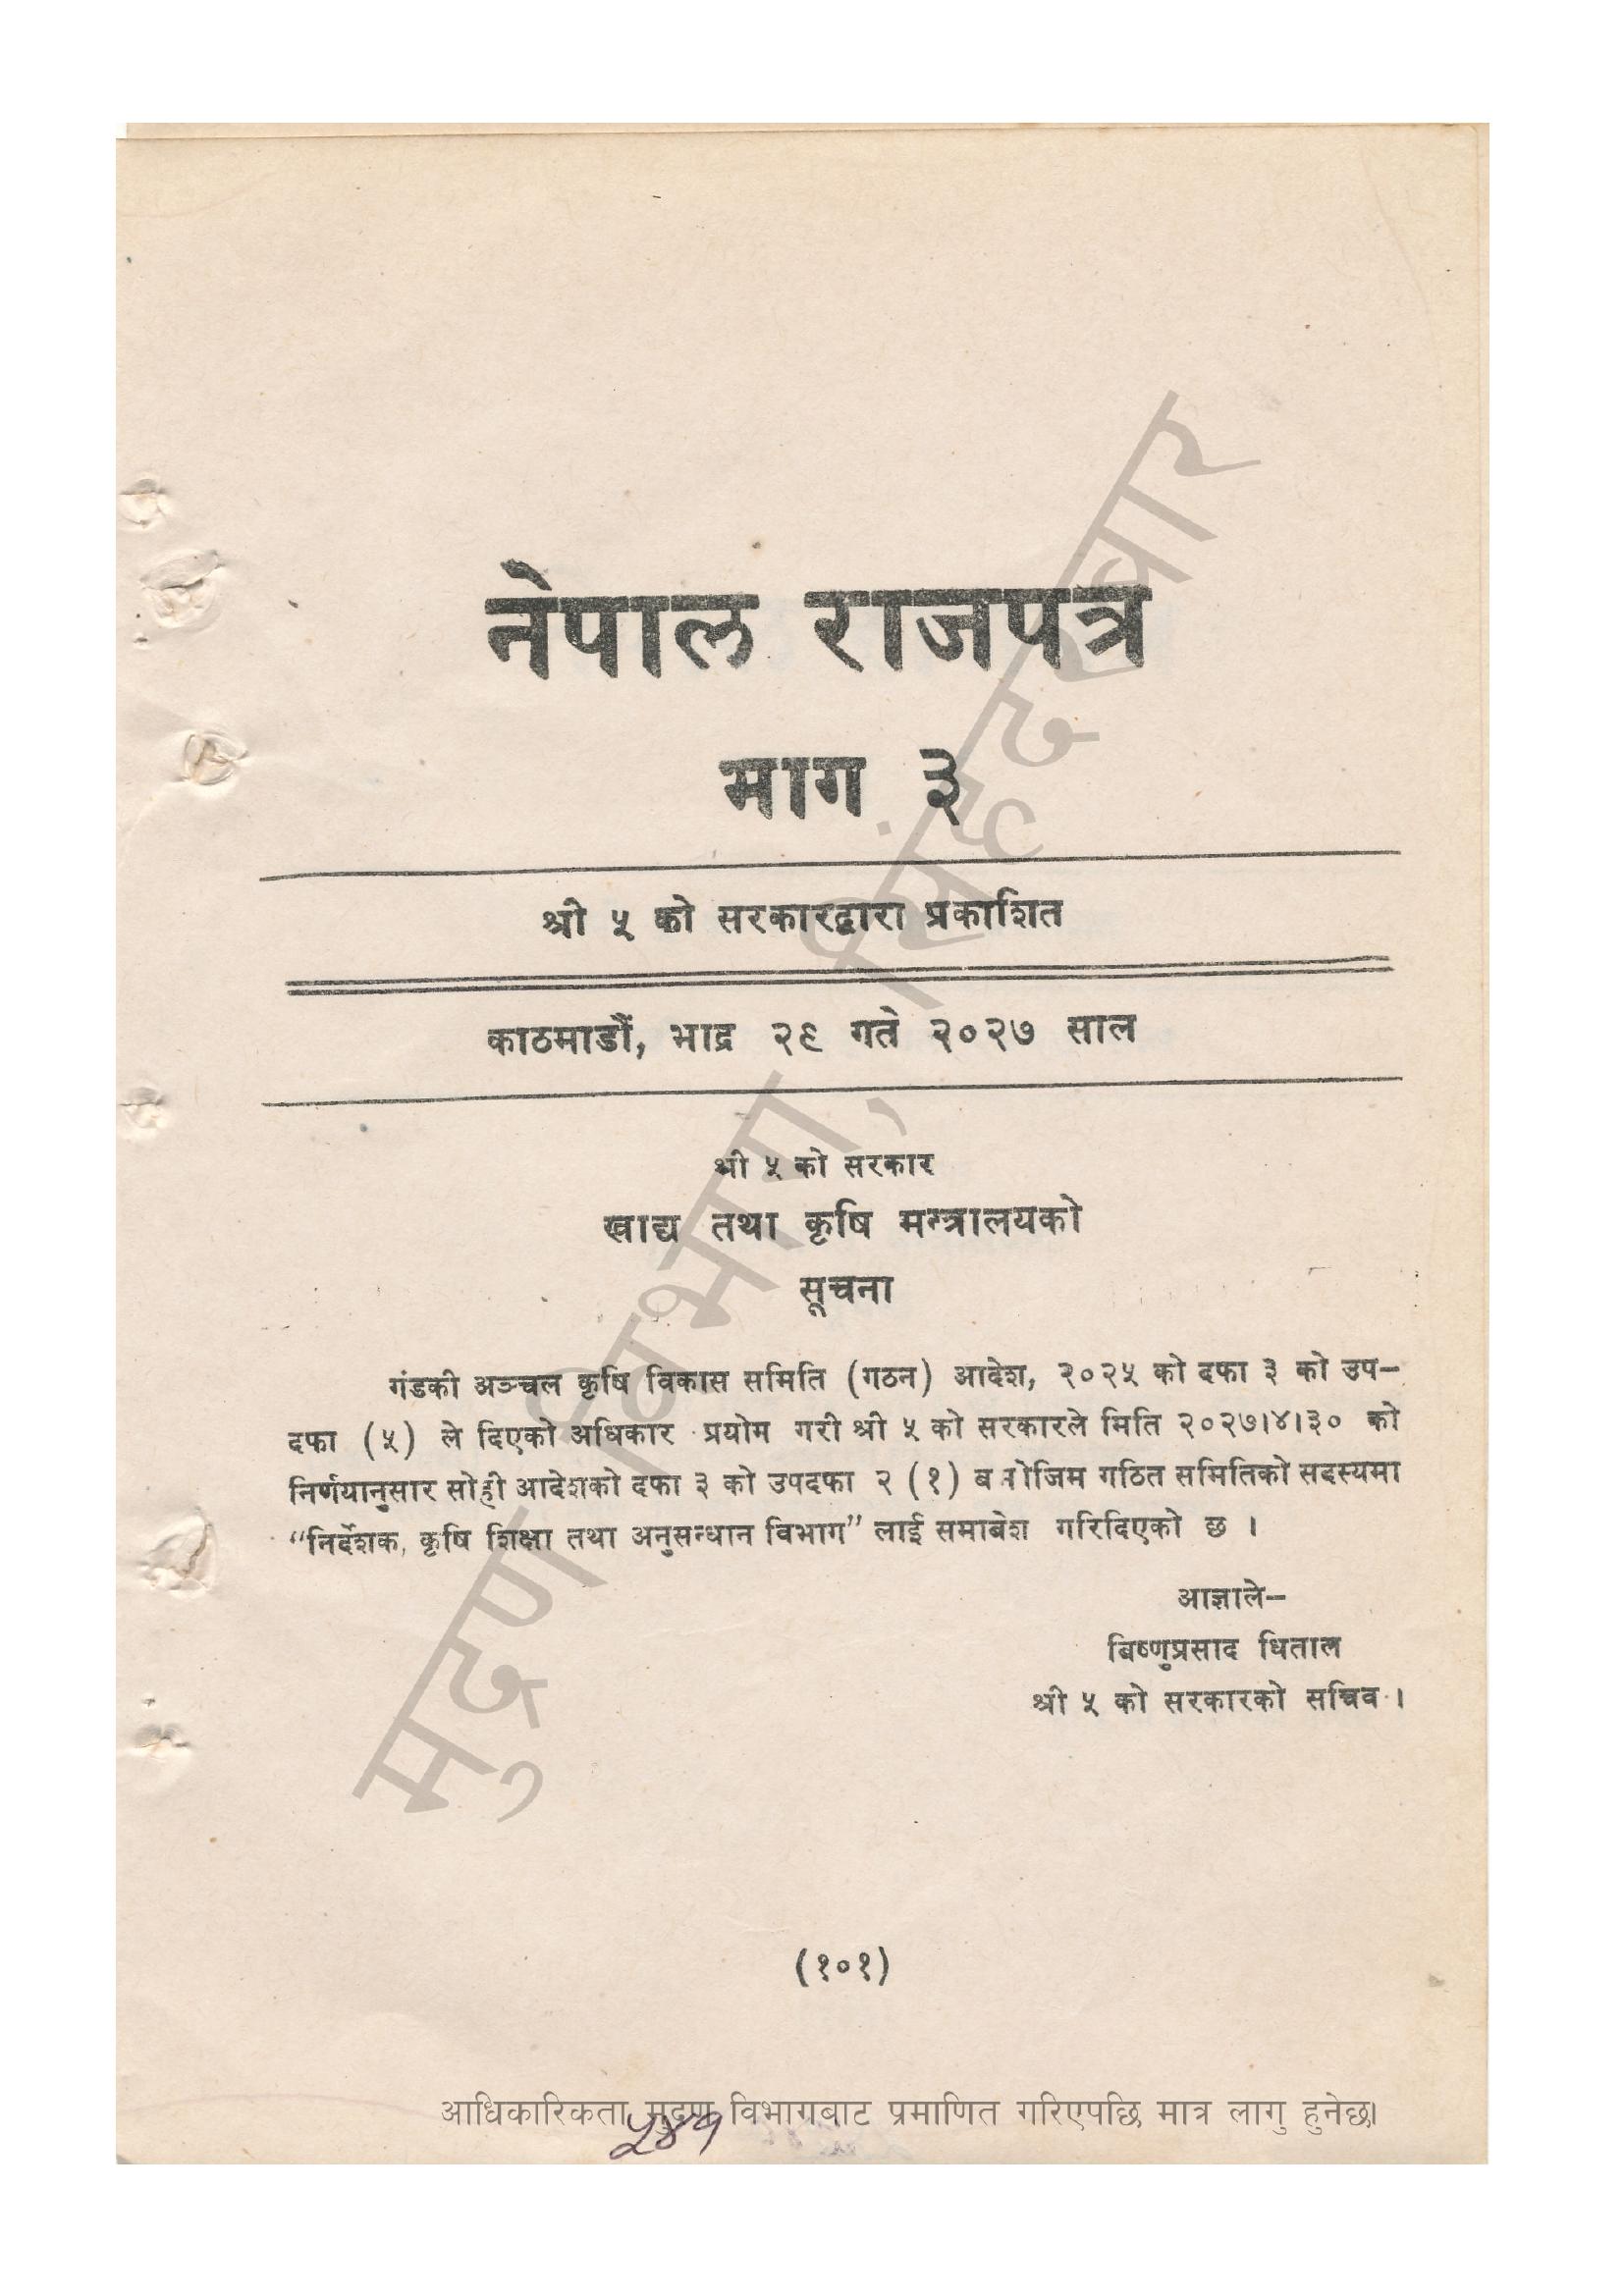 नेपाल राजपत्र
भाग ३
श्री ५ को सरकारद्वारा प्रकाशित
काठमाडौं, भाद्र २९ गते २०२७ साल
श्री ५ को सरकार
खाद्य तथा कृषि मन्त्रालयको
सूचना
गंडकी अञ्चल कृषि विकास समिति (गठन) आदेश, २०२५ को दफा ३ को उप–
दफा (५) ले दिएको अधिकार प्रयोग गरी श्री ५ को सरकारले मिति २०२७।४।३० को
निर्णयानुसार सोही आदेशको दफा ३ को उपदफा २ (१) बमोजिम गठित समितिको सदस्यमा
“निर्देशक, कृषि शिक्षा तथा अनुसन्धान विभाग” लाई समाबेश गरिदिएको छ ।
आज्ञाले–
बिष्णुप्रसाद धिताल
श्री ५ को सरकारको सचिव ।
(१०१)
मुद्रण विभाग, सिंहदरबार
आधिकारिकता मुद्रण विभागबाट प्रमाणित गरिएपछि मात्र लागु हुनेछ।
५४१